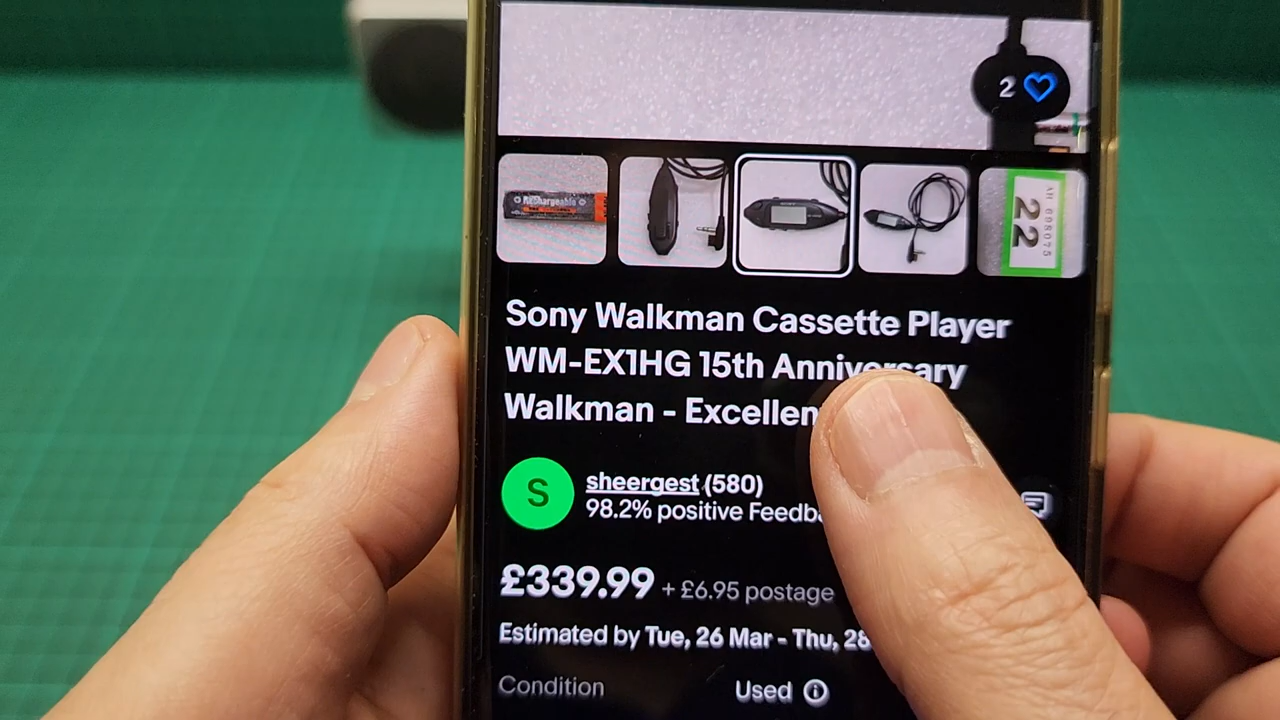 2
ReChargeable
22
Sony Walkman Cassette Player
WM-EX1HG 15th Anniversary
Walkman - Excellen
S
sheergest (580)
98.2% positive Feedba
£339.99 + £6.95 postage
Estimated by Tue, 26 Mar - Thu, 28
Condition Used